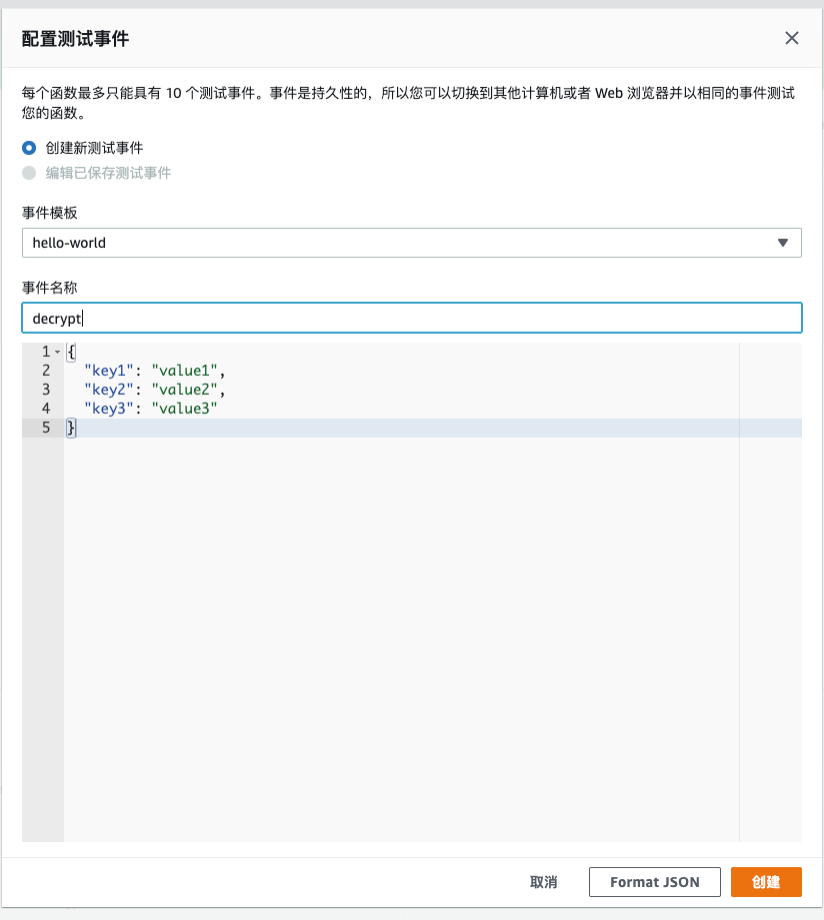 配置测试事件
每个函数最多只能具有 10 个测试事件。事件是持久性的，所以您可以切换到其他计算机或者 Web 浏览器并以相同的事件测试
您的函数。
创建新测试事件
编辑已保存测试事件
事件模板
hello-world
事件名称
decrypt
1 {
2 "key1": "value1",
3 "key2": "value2",
4 "key3": "value3"
5 }
取消 Format JSON 创建